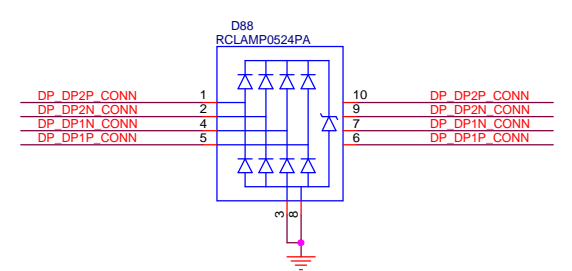 D88
RCLAMP0524PA
DP_DP2P_CONN 1 10 DP_DP2P_CONN
DP_DP2N_CONN 2 9 DP_DP2N_CONN
DP_DP1N_CONN 4 7 DP_DP1N_CONN
DP_DP1P_CONN 5 6 DP_DP1P_CONN
3 8